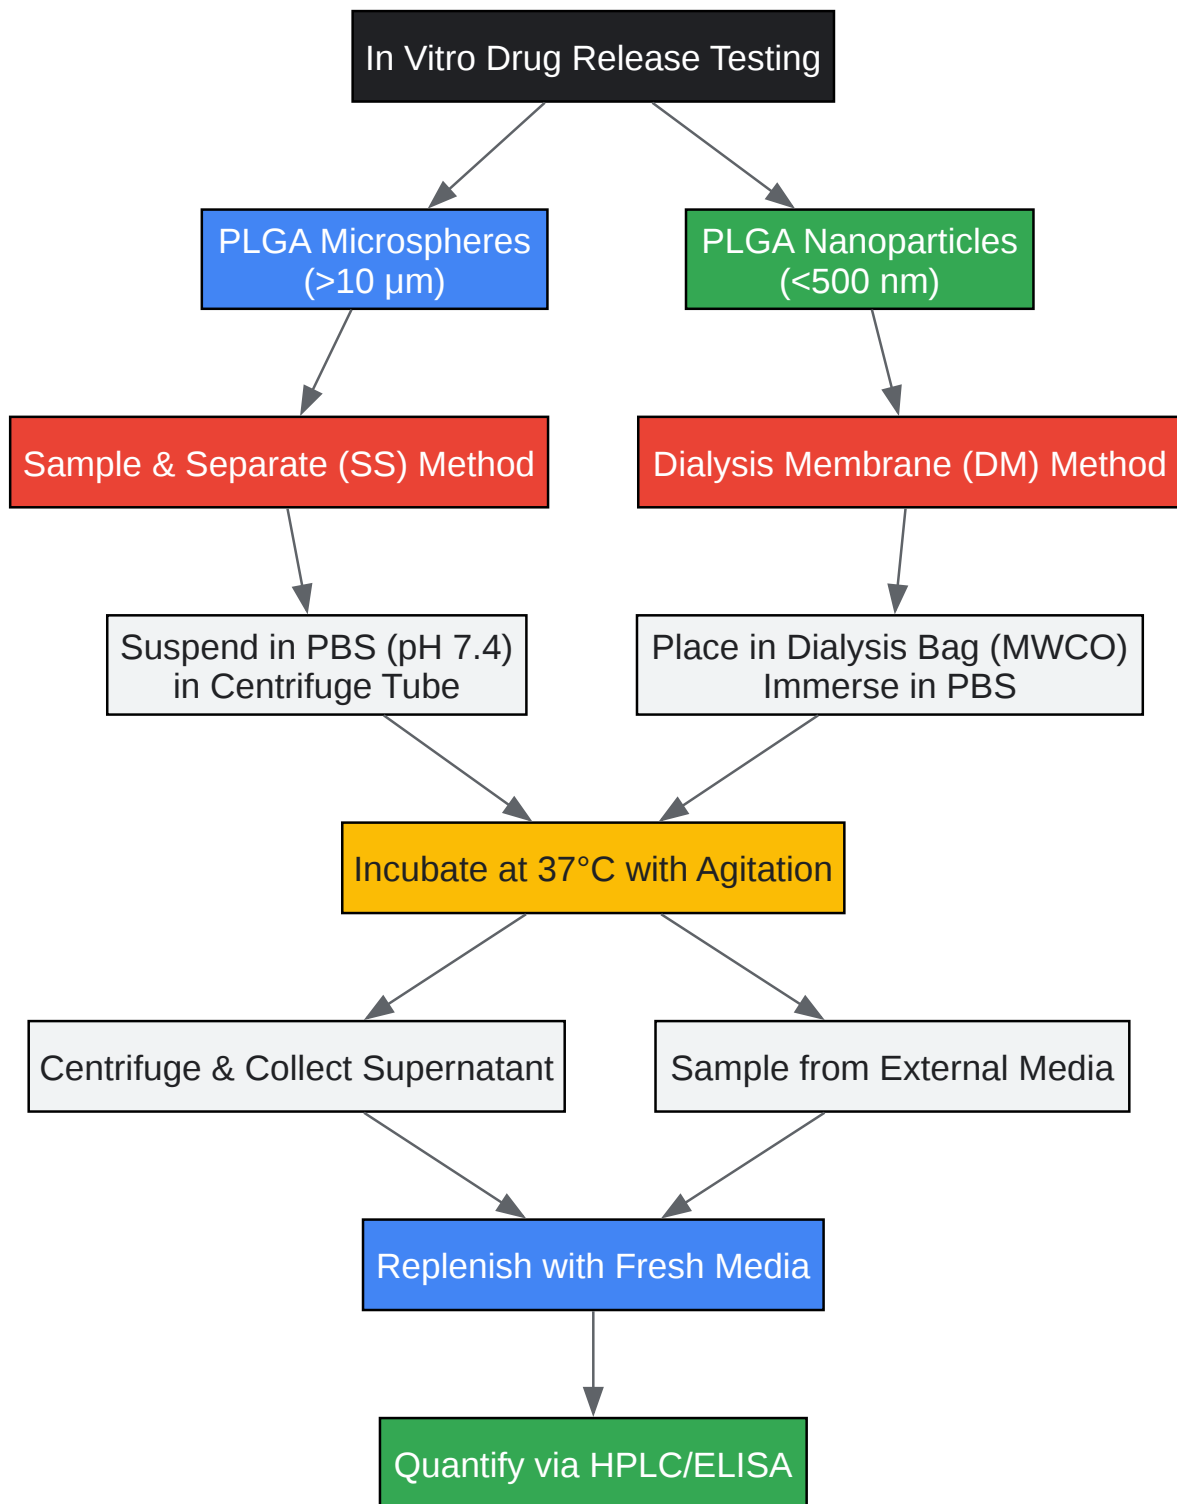 In Vitro Drug Release Testing
PLGA Microspheres
(>10 μm)
PLGA Nanoparticles
(<500 nm)
Sample & Separate (SS) Method
Dialysis Membrane (DM) Method
Suspend in PBS (pH 7.4)
in Centrifuge Tube
Place in Dialysis Bag (MWCO)
Immerse in PBS
Incubate at 37°C with Agitation
Centrifuge & Collect Supernatant
Sample from External Media
Replenish with Fresh Media
Quantify via HPLC/ELISA